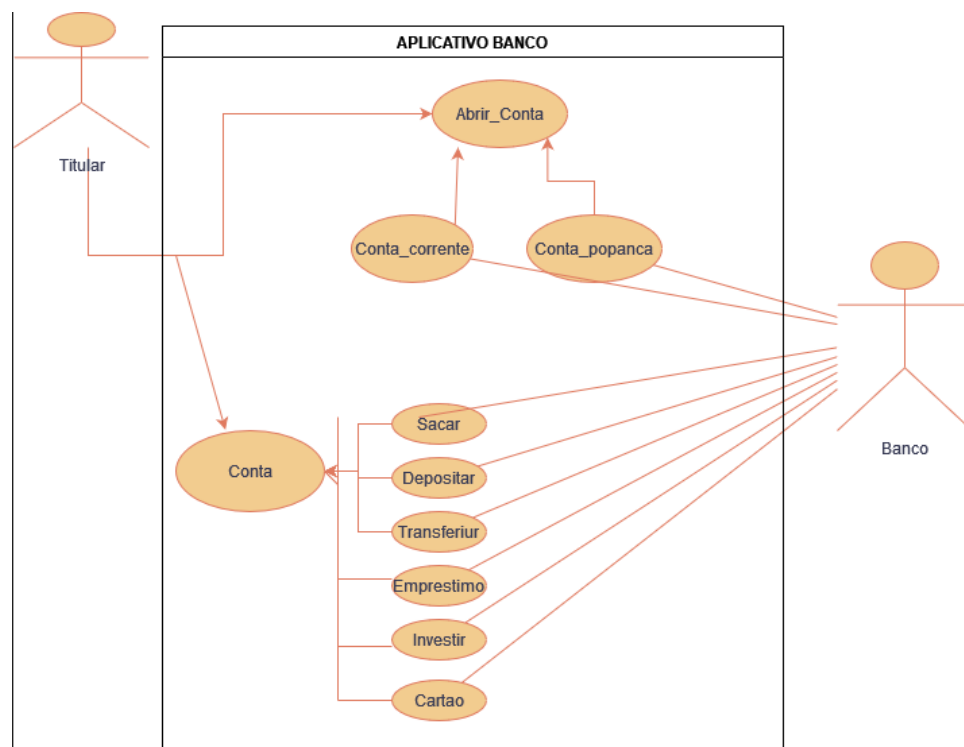 APLICATIVO BANCO
Titular
Abrir_Conta
Conta_corrente
Conta_popanca
Banco
Conta
Sacar
Depositar
Transferiur
Emprestimo
Investir
Cartao